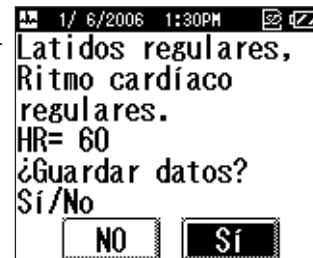 1/ 6/2006 1:30PM
Latidos regulares,
Ritmo cardíaco
regulares.
HR= 60
¿Guardar datos?
Sí/No
NO Sí